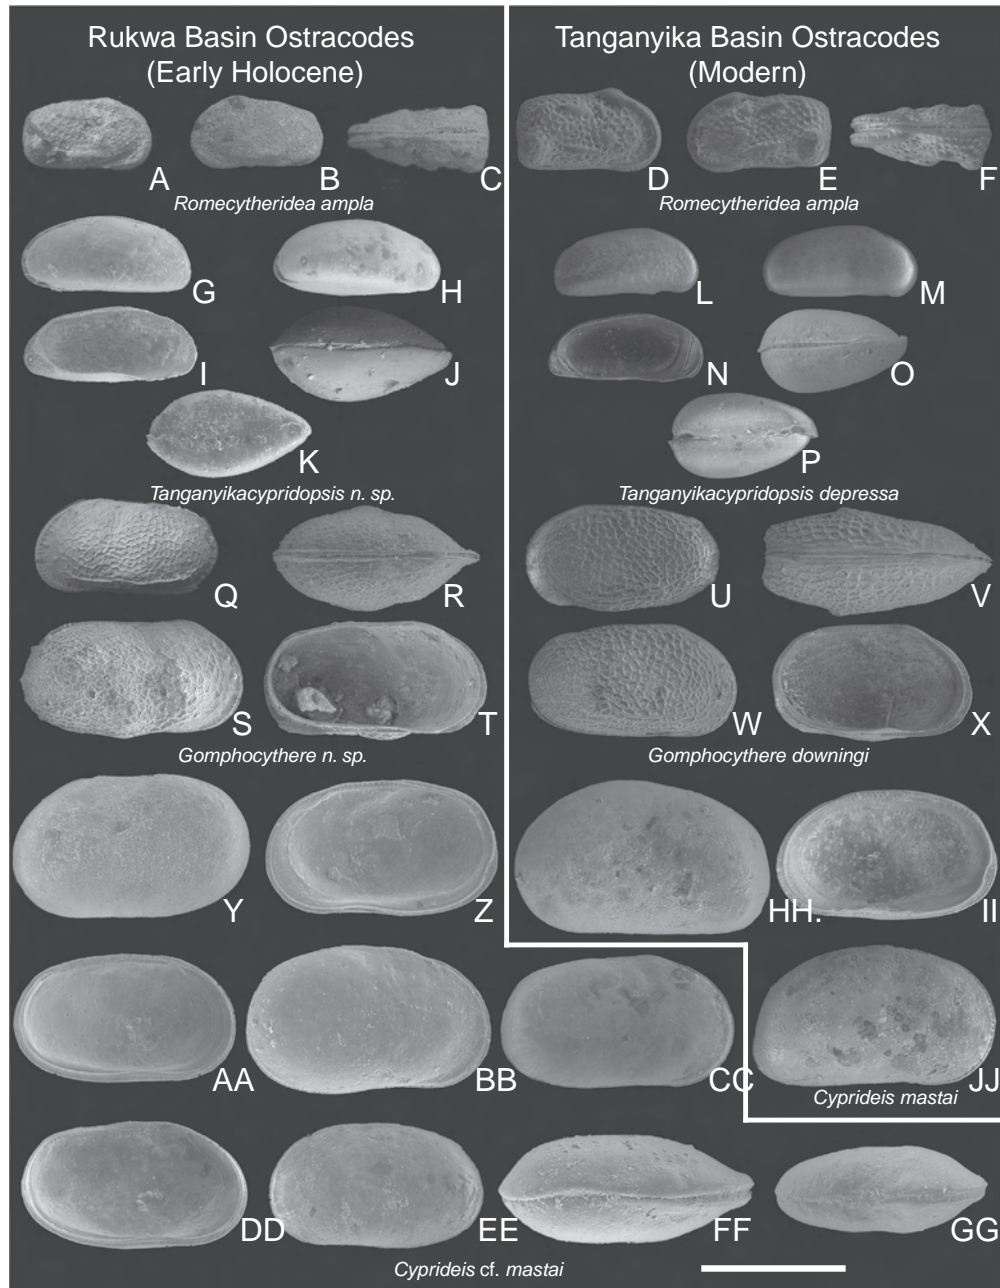 Rukwa Basin Ostracodes
(Early Holocene)
Tanganyika Basin Ostracodes
(Modern)
A B C D E F
Romecytheridea ampla
Romecytheridea ampla
G H L M
I J N O
K P
Tanganyikacypridopsis n. sp.
Tanganyikacypridopsis depressa
Q R U V
S T W X
Gomphocythere n. sp.
Gomphocythere downingi
Y Z HH. II
AA BB CC JJ
Cyprideis mastai
DD EE FF GG
Cyprideis cf. mastai